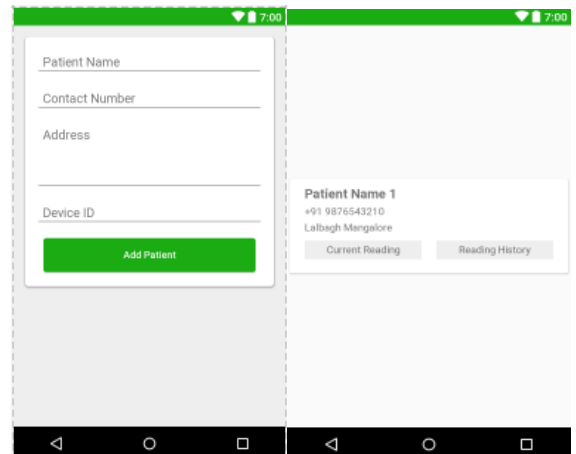 7:00
Patient Name
Contact Number
Address
Device ID
Add Patient
7:00
Patient Name 1
+91 9876543210
Lalbagh Mangalore
Current Reading Reading History